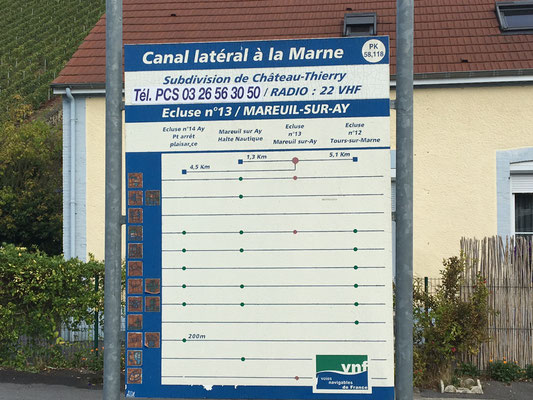 Canal latéral à la Marne
PK
58,118
Subdivision de Château-Thierry
Tél. PCS 03 26 56 30 50 / RADIO : 22 VHF
Ecluse n°13 / MAREUIL-SUR-AY
Ecluse n°14 Ay
Pt arrêt
plaisance
Mareuil sur Ay
Halte Nautique
Ecluse
n°13
Mareuil sur-Ay
Ecluse
n°12
Tours-sur-Marne
4,5 Km
1,3 Km
5,1 Km
200m
vnf
voies
navigables
de France